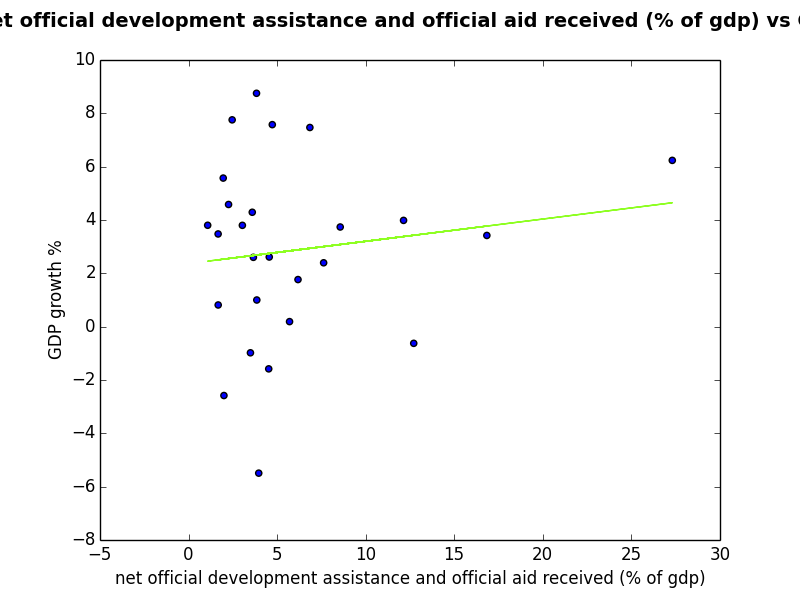 official development assistance and official aid received (% of gdp) vs
10
8
6
4
2
0
−2
−4
−6
−8
GDP growth %
−5 0 5 10 15 20 25 30
net official development assistance and official aid received (% of gdp)